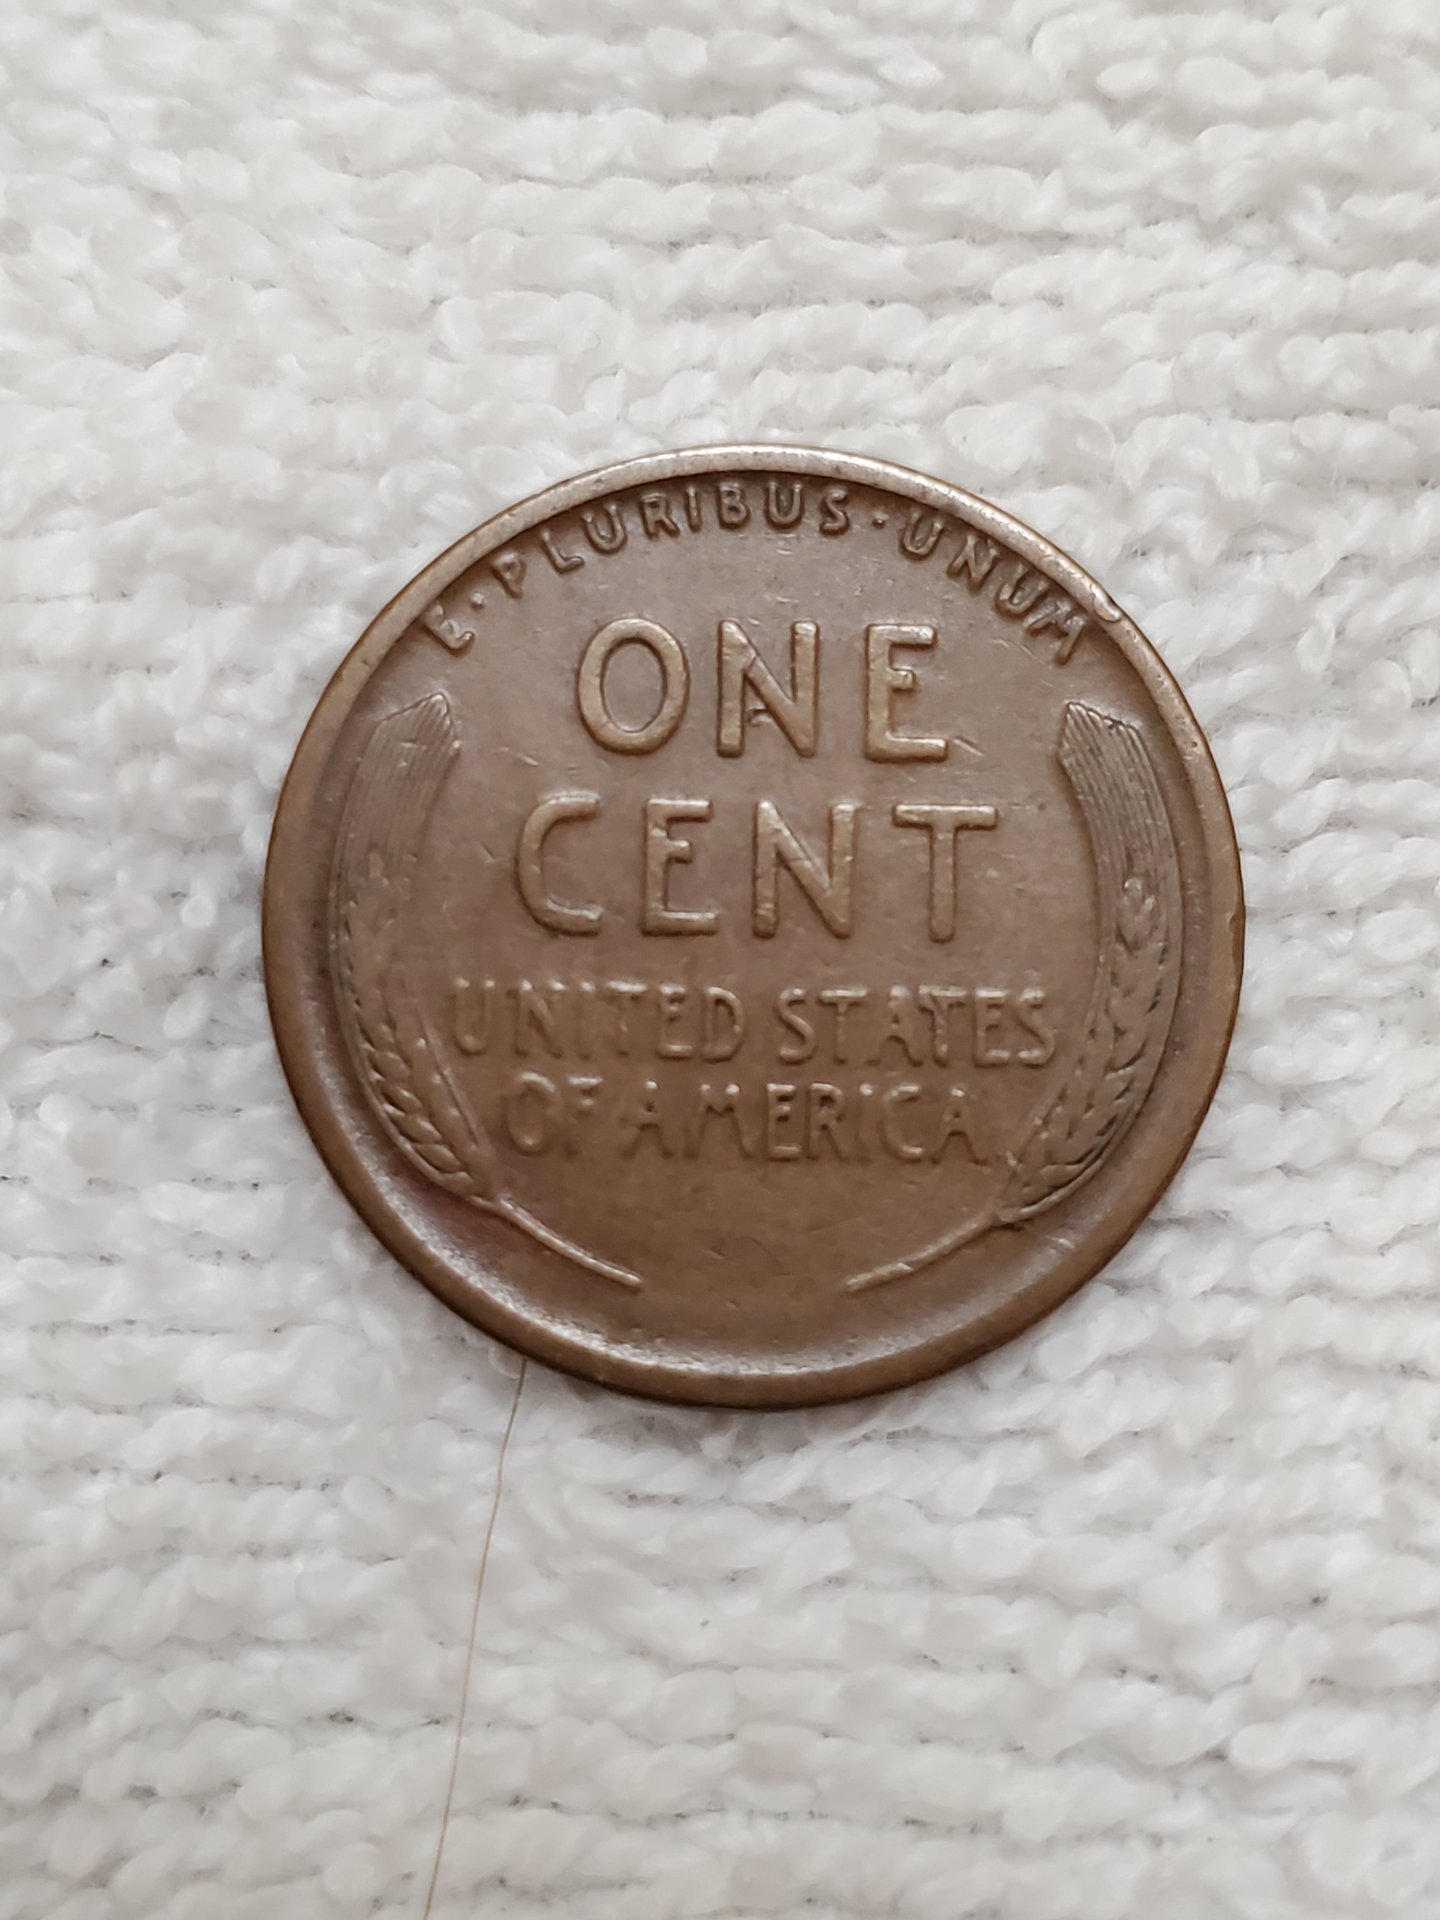 E·PLURIBUS·UNUM
ONE
CENT
UNITED STATES
OF AMERICA